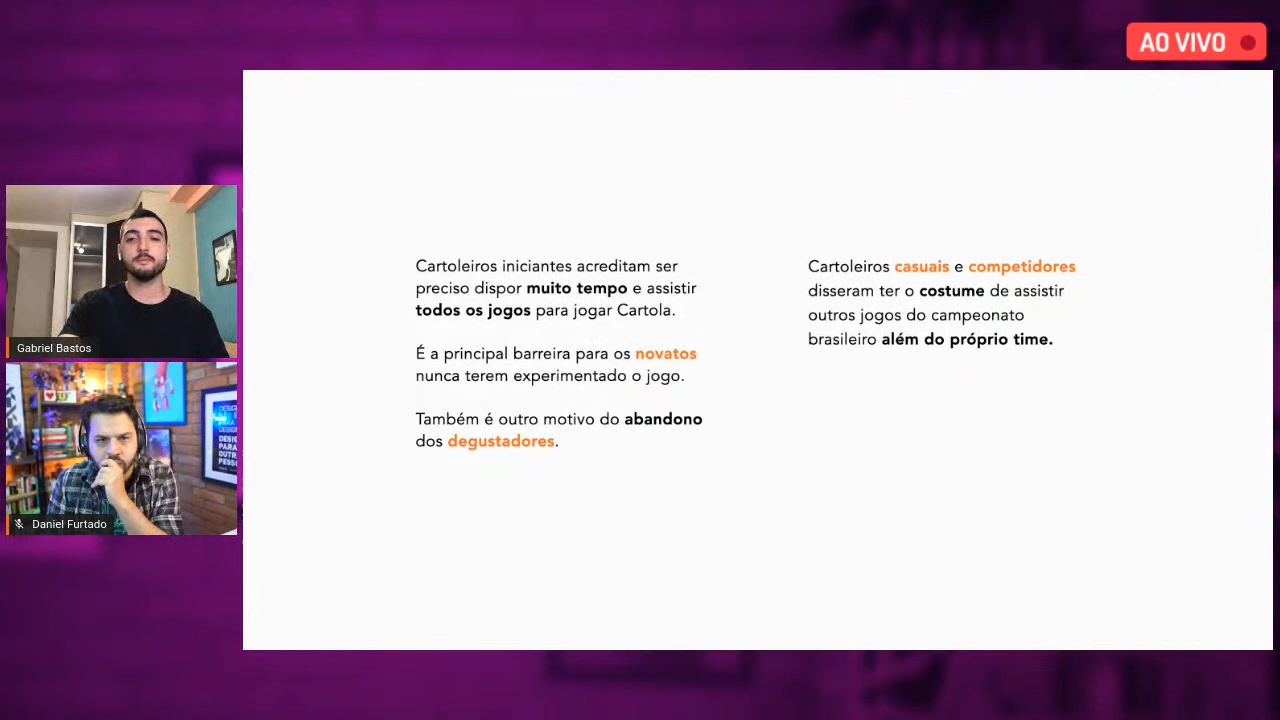 AO VIVO
Cartoleiros iniciantes acreditam ser
preciso dispor muito tempo e assistir
todos os jogos para jogar Cartola.
É a principal barreira para os novatos
nunca terem experimentado o jogo.
Também é outro motivo do abandono
dos degustadores.
Cartoleiros casuais e competidores
disseram ter o costume de assistir
outros jogos do campeonato
brasileiro além do próprio time.
Gabriel Bastos
Daniel Furtado